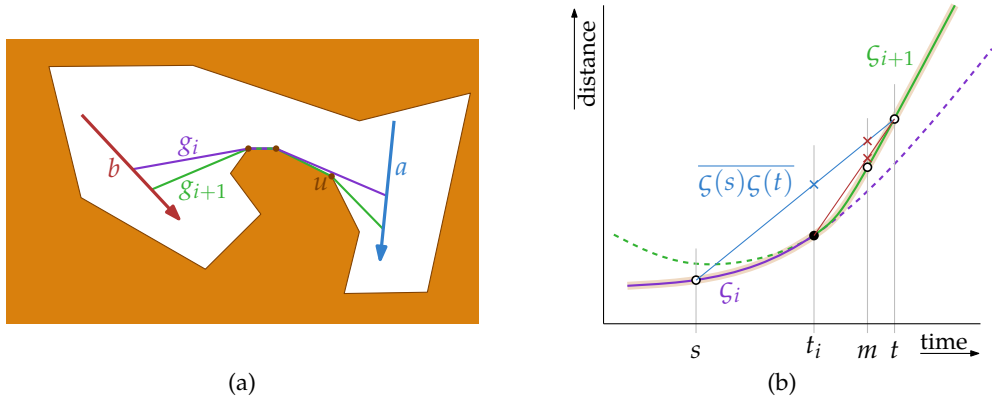 b
g_i
g_{i+1}
u
a
(a)
distance
ς_{i+1}
\overline{ς(s)ς(t)}
ς_i
s
t_i
m
t
time
(b)